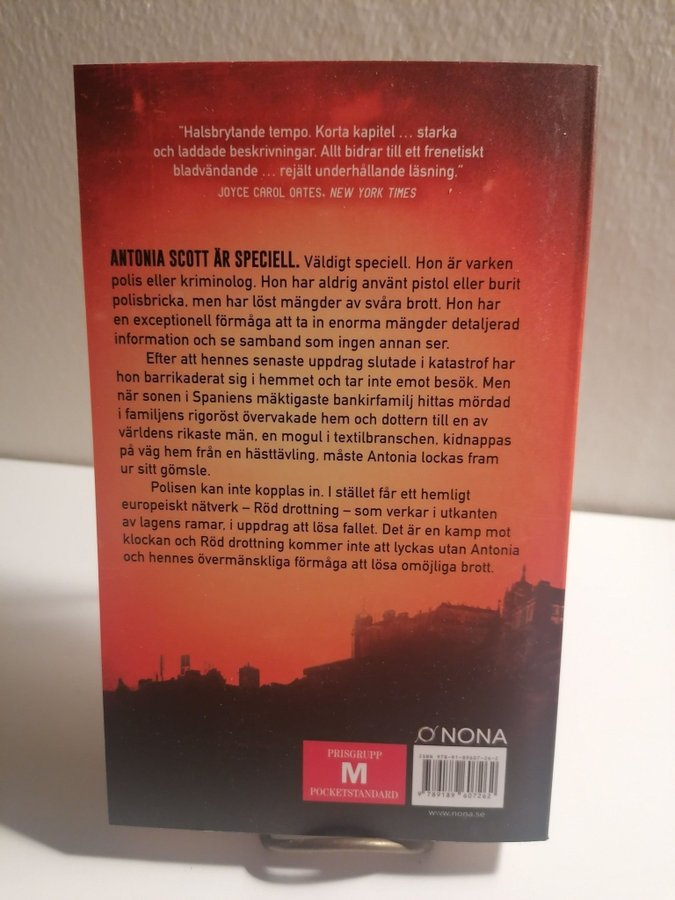 "Halsbrytande tempo. Korta kapitel ... starka
och laddade beskrivningar. Allt bidrar till ett frenetiskt
bladvändande ... rejält underhållande läsning."
JOYCE CAROL OATES, NEW YORK TIMES
ANTONIA SCOTT ÄR SPECIELL. Väldigt speciell. Hon är varken
polis eller kriminolog. Hon har aldrig använt pistol eller burit
polisbricka, men har löst mängder av svåra brott. Hon har
en exceptionell förmåga att ta in enorma mängder detaljerad
information och se samband som ingen annan ser.
Efter att hennes senaste uppdrag slutade i katastrof har
hon barrikaderat sig i hemmet och tar inte emot besök. Men
när sonen i Spaniens mäktigaste bankirfamilj hittas mördad
i familjens rigoröst övervakade hem och dottern till en av
världens rikaste män, en mogul i textilbranschen, kidnappas
på väg hem från en hästtävling, måste Antonia lockas fram
ur sitt gömsle.
Polisen kan inte kopplas in. I stället får ett hemligt
europeiskt nätverk – Röd drottning – som verkar i utkanten
av lagens ramar, i uppdrag att lösa fallet. Det är en kamp mot
klockan och Röd drottning kommer inte att lyckas utan Antonia
och hennes övermänskliga förmåga att lösa omöjliga brott.
NONA
PRISGRUPP
M
POCKETSTANDARD
ISBN 978-91-89607-26-2
9 789189 607262
www.nona.se